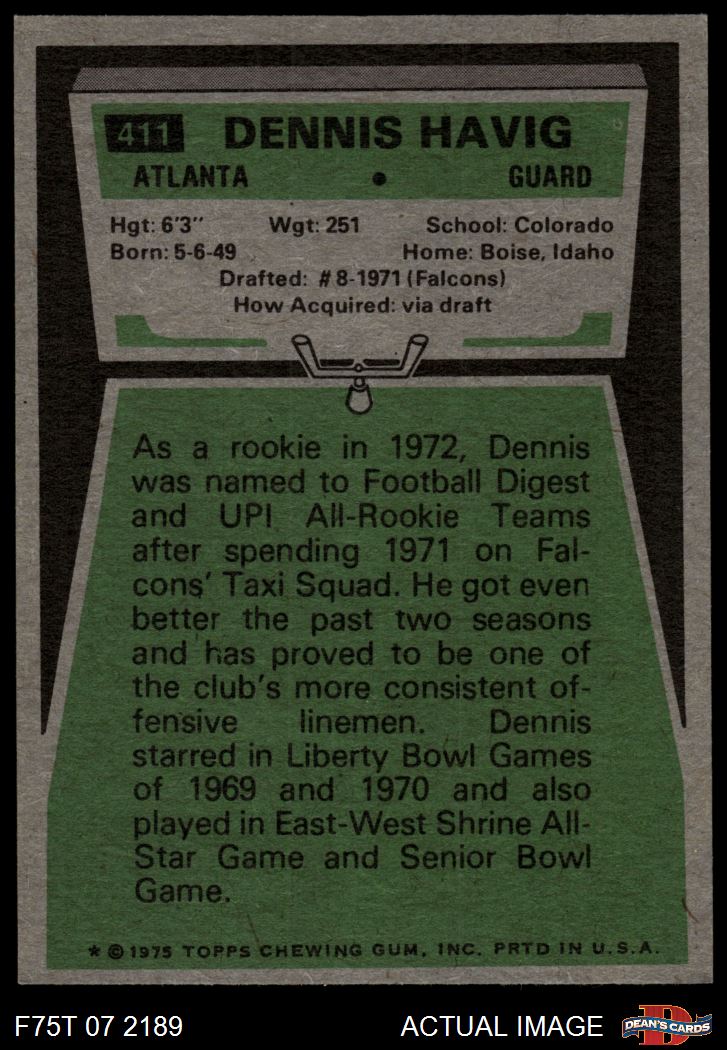 411 DENNIS HAVIG
ATLANTA • GUARD
Hgt: 6'3" Wgt: 251 School: Colorado
Born: 5-6-49 Home: Boise, Idaho
Drafted: #8-1971 (Falcons)
How Acquired: via draft
As a rookie in 1972, Dennis
was named to Football Digest
and UPI All-Rookie Teams
after spending 1971 on Fal-
cons' Taxi Squad. He got even
better the past two seasons
and has proved to be one of
the club's more consistent of-
fensive linemen. Dennis
starred in Liberty Bowl Games
of 1969 and 1970 and also
played in East-West Shrine All-
Star Game and Senior Bowl
Game.
* © 1975 TOPPS CHEWING GUM, INC. PRTD IN U.S.A.
F75T 07 2189 ACTUAL IMAGE D DEAN'S CARDS